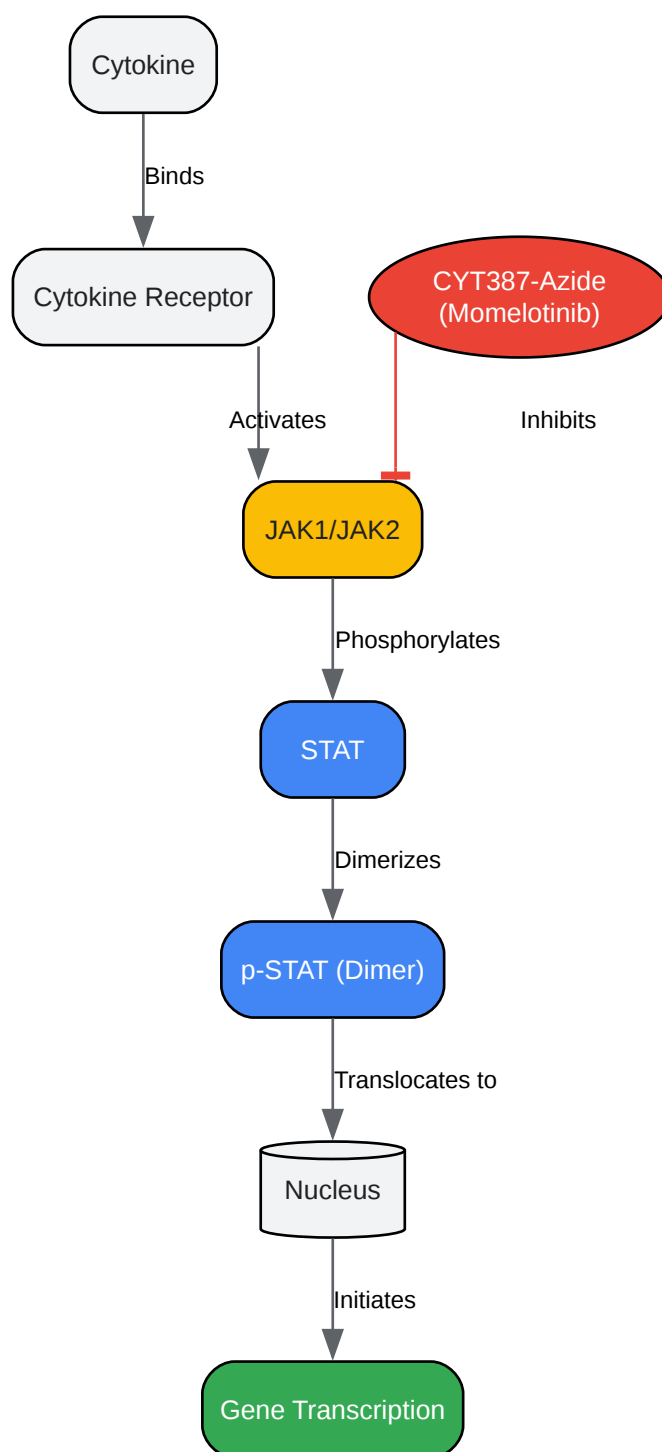 Cytokine
Binds
Cytokine Receptor
CYT387-Azide
(Momelotinib)
Activates
Inhibits
JAK1/JAK2
Phosphorylates
STAT
Dimerizes
p-STAT (Dimer)
Translocates to
Nucleus
Initiates
Gene Transcription